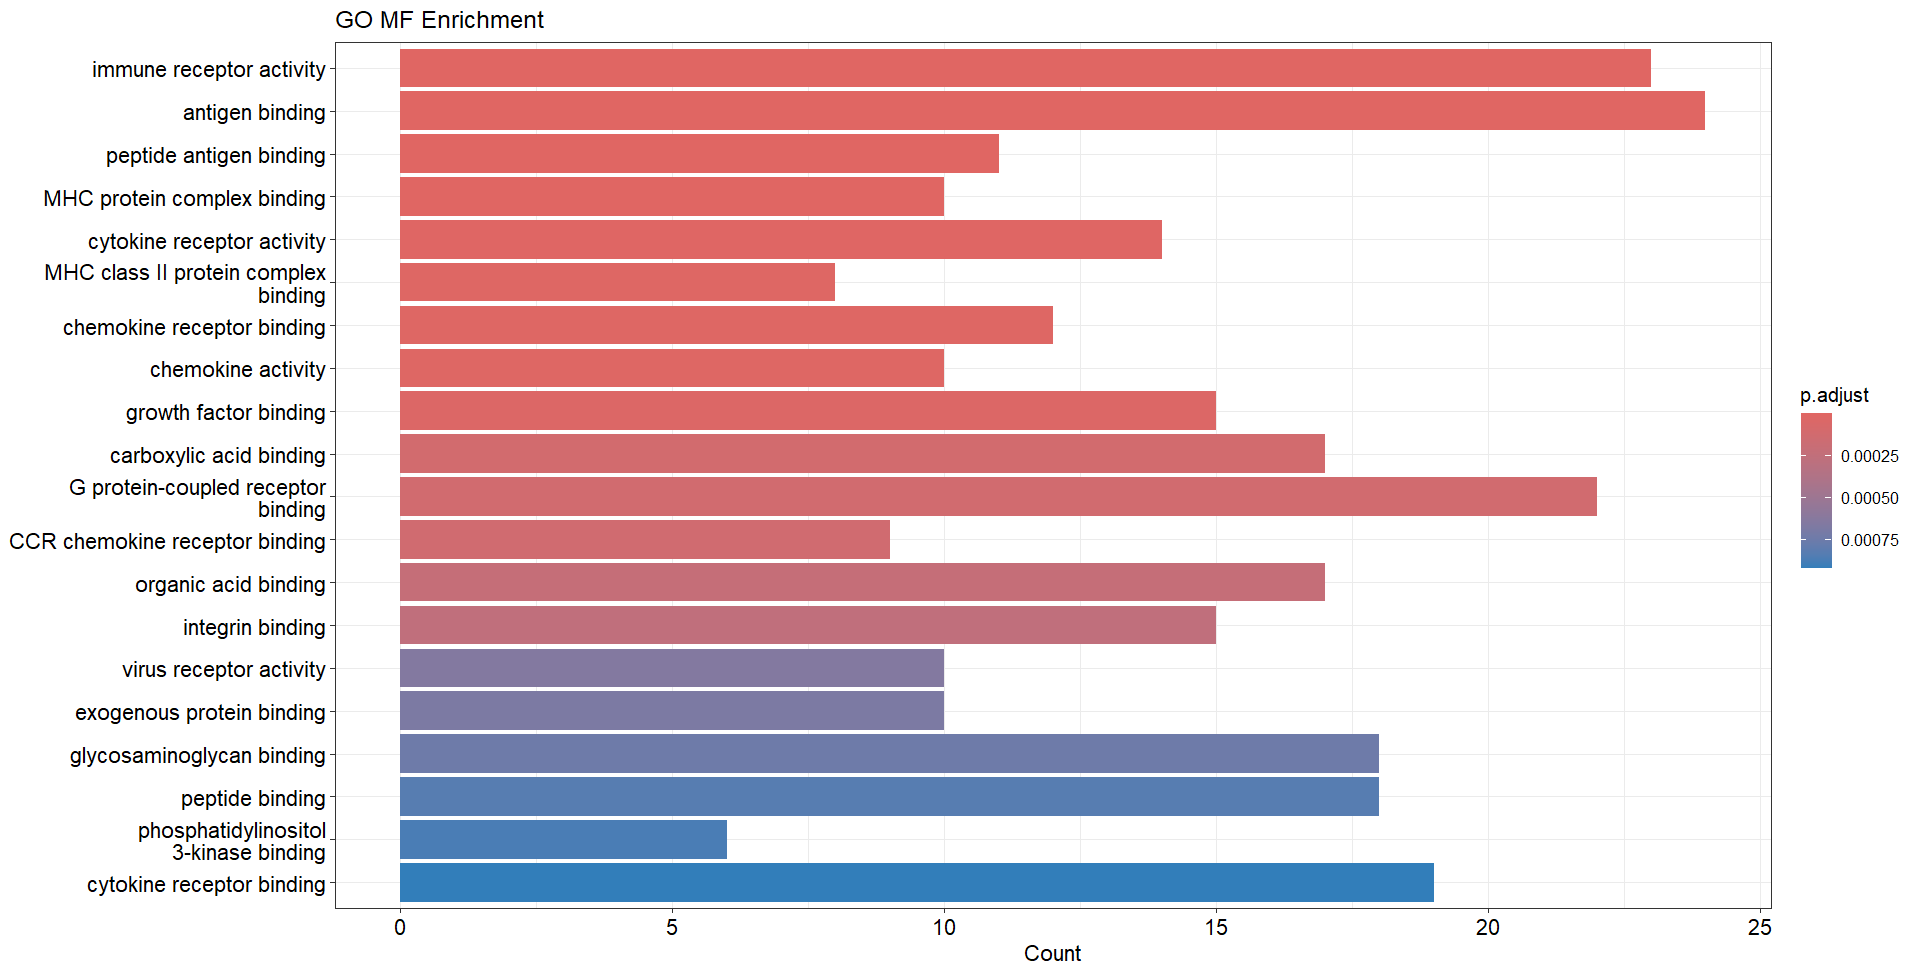 GO MF Enrichment
immune receptor activity
antigen binding
peptide antigen binding
MHC protein complex binding
cytokine receptor activity
MHC class II protein complex
binding
chemokine receptor binding
chemokine activity
growth factor binding
carboxylic acid binding
G protein-coupled receptor
binding
CCR chemokine receptor binding
organic acid binding
integrin binding
virus receptor activity
exogenous protein binding
glycosaminoglycan binding
peptide binding
phosphatidylinositol
3-kinase binding
cytokine receptor binding
0 5 10 15 20 25
Count
p.adjust
0.00025
0.00050
0.00075